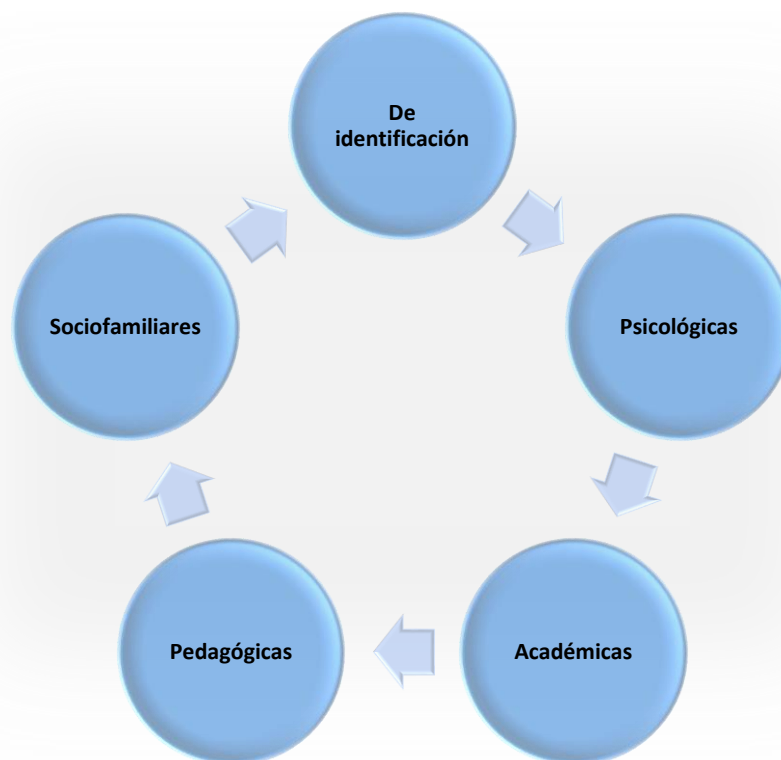 De
identificación
Psicológicas
Académicas
Pedagógicas
Sociofamiliares